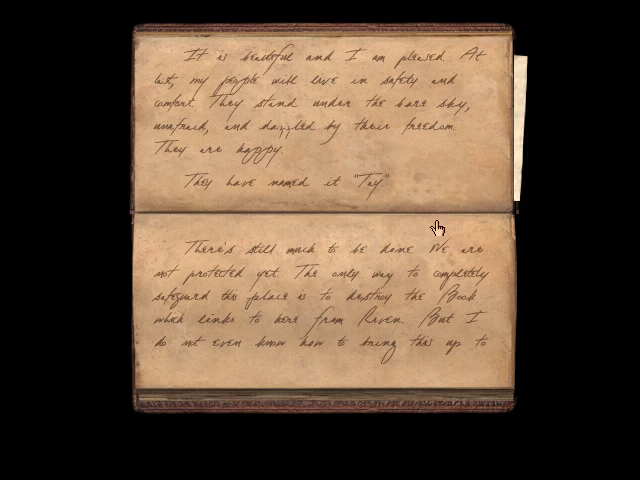 It is beautiful and I am pleased. At
last, my people will live in safety and
comfort. They stand under the bare sky,
unafraid, and dazzled by their freedom.
They are happy.
They have named it "Tay."
There's still much to be done. We are
not protected yet. The only way to completely
safeguard this place is to destroy the Book
which links to here from Riven. But I
do not even know how to bring this up to